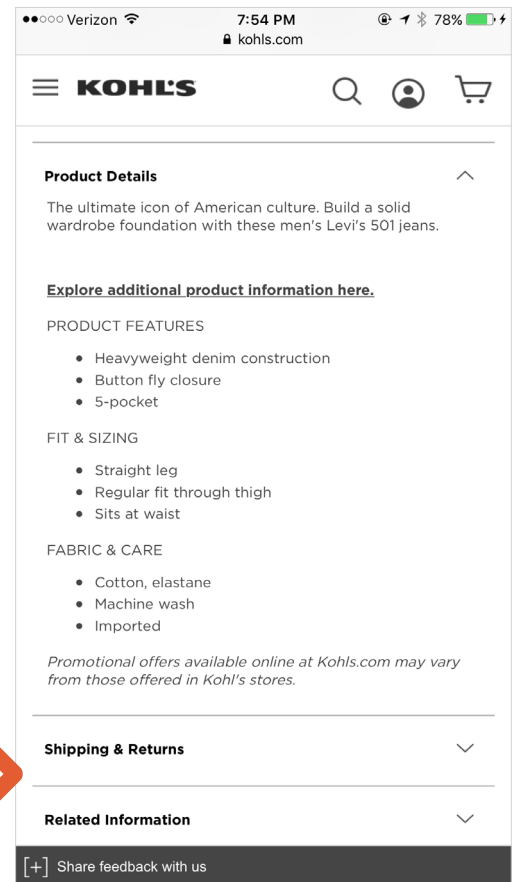 Verizon 7:54 PM 78%
kohls.com
KOHL'S
Product Details
The ultimate icon of American culture. Build a solid
wardrobe foundation with these men's Levi's 501 jeans.
Explore additional product information here.
PRODUCT FEATURES
• Heavyweight denim construction
• Button fly closure
• 5-pocket
FIT & SIZING
• Straight leg
• Regular fit through thigh
• Sits at waist
FABRIC & CARE
• Cotton, elastane
• Machine wash
• Imported
Promotional offers available online at Kohls.com may vary
from those offered in Kohl's stores.
Shipping & Returns
Related Information
[+] Share feedback with us